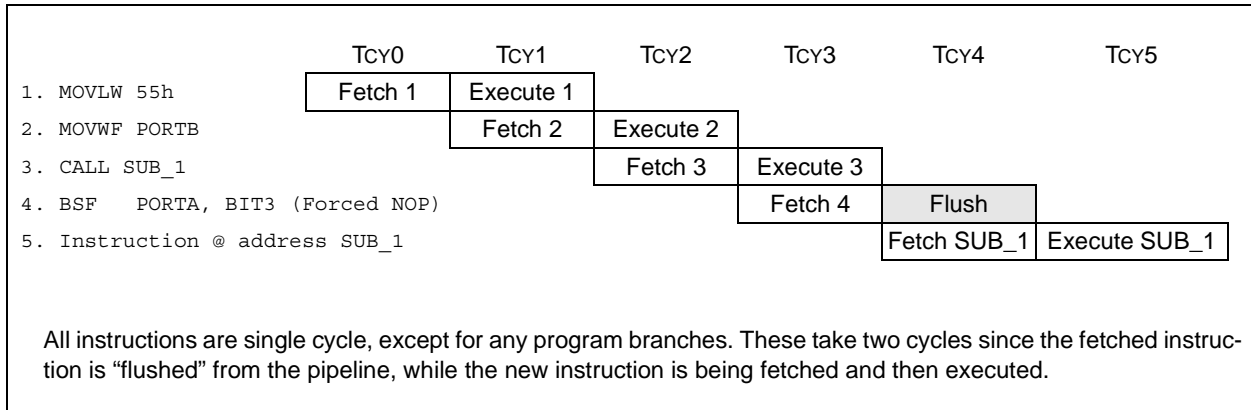 TCY0 TCY1 TCY2 TCY3 TCY4 TCY5
1. MOVLW 55h Fetch 1 Execute 1
2. MOVWF PORTB Fetch 2 Execute 2
3. CALL SUB_1 Fetch 3 Execute 3
4. BSF PORTA, BIT3 (Forced NOP) Fetch 4 Flush
5. Instruction @ address SUB_1 Fetch SUB_1 Execute SUB_1
All instructions are single cycle, except for any program branches. These take two cycles since the fetched instruc-
tion is “flushed” from the pipeline, while the new instruction is being fetched and then executed.